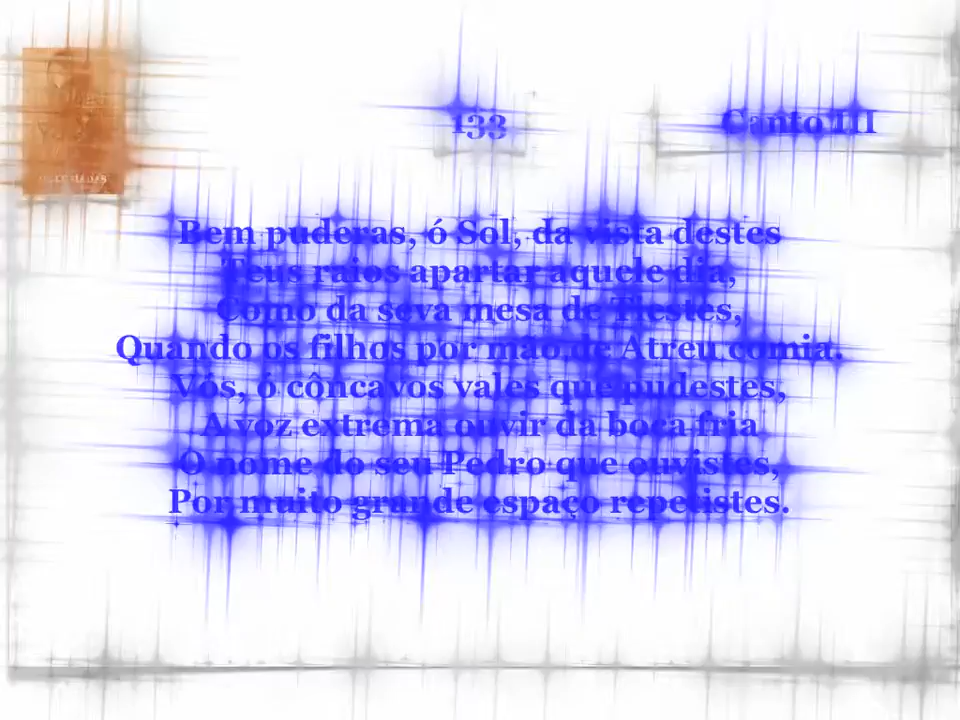 133
Canto III
Bem puderas, ó Sol, da vista destes
Teus raios apartar aquele dia,
Como da seva mesa de Tiestes,
Quando os filhos por mão de Atreu comia.
Vós, ó côncavos vales que pudestes,
A voz extrema ouvir da boca fria
O nome do seu Pedro que ouvistes,
Por muito grande espaço repetistes.